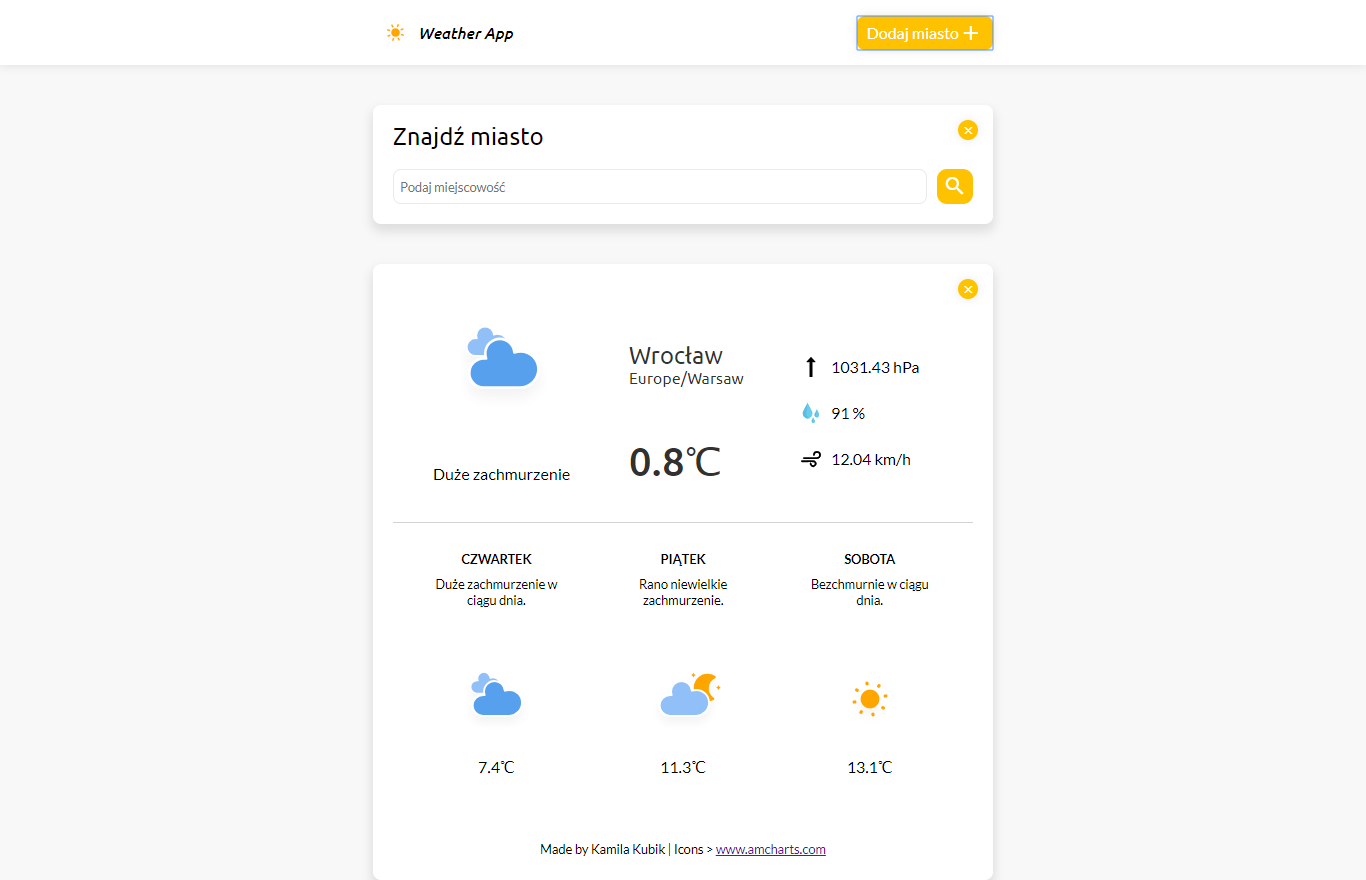 Weather App
Dodaj miasto
Znajdź miasto
Podaj miejscowość
Wrocław
Europe/Warsaw
1031.43 hPa
91 %
12.04 km/h
0.8℃
Duże zachmurzenie
CZWARTEK
Duże zachmurzenie w
ciągu dnia.
7.4℃
PIĄTEK
Rano niewielkie
zachmurzenie.
11.3℃
SOBOTA
Bezchmurnie w ciągu
dnia.
13.1℃
Made by Kamila Kubik | Icons > www.amcharts.com